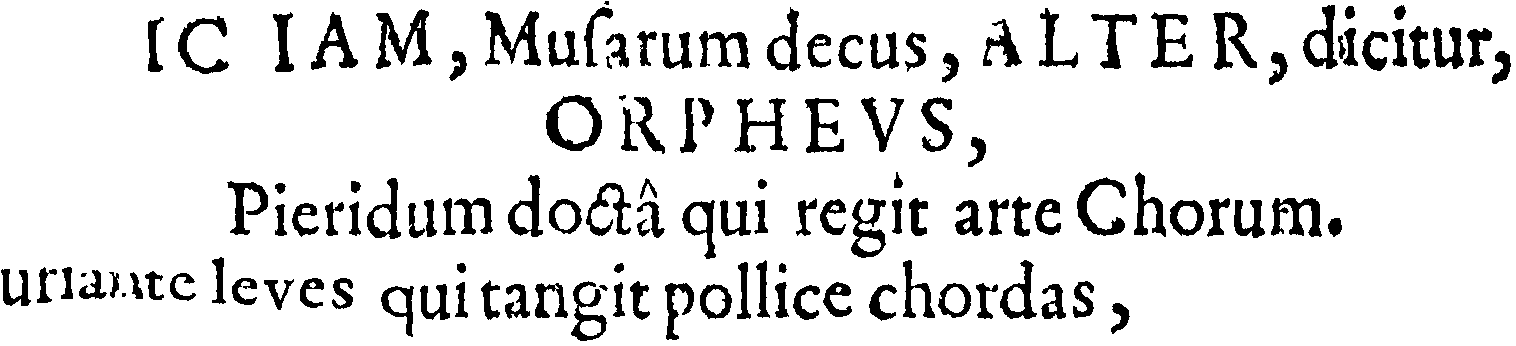 IC IAM, Muſarum decus, ALTER, dicitur,
ORPHEVS,
Pieridum doctâ qui regit arte Chorum.
leves qui tangit pollice chordas,